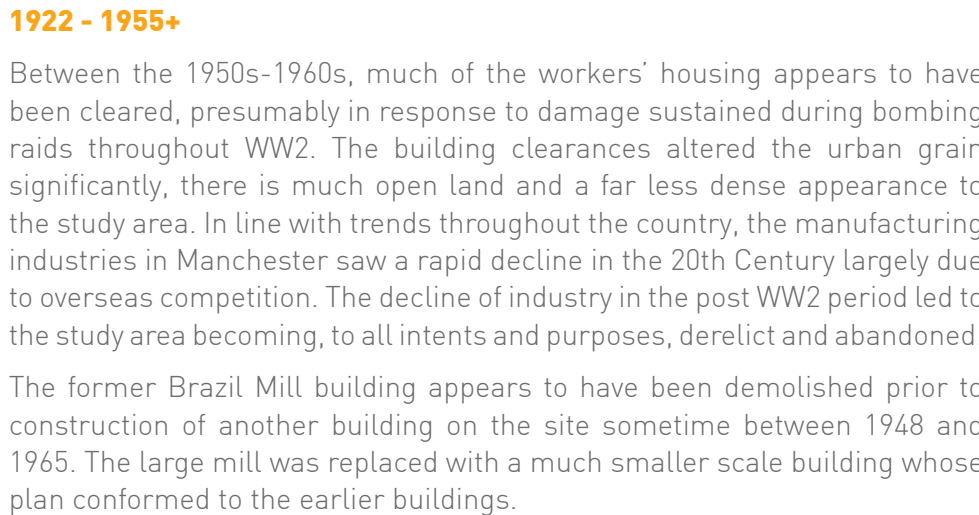 1922 - 1955+
Between the 1950s-1960s, much of the workers’ housing appears to have
been cleared, presumably in response to damage sustained during bombing
raids throughout WW2. The building clearances altered the urban grain
significantly, there is much open land and a far less dense appearance to
the study area. In line with trends throughout the country, the manufacturing
industries in Manchester saw a rapid decline in the 20th Century largely due
to overseas competition. The decline of industry in the post WW2 period led to
the study area becoming, to all intents and purposes, derelict and abandoned
The former Brazil Mill building appears to have been demolished prior to
construction of another building on the site sometime between 1948 and
1965. The large mill was replaced with a much smaller scale building whose
plan conformed to the earlier buildings.